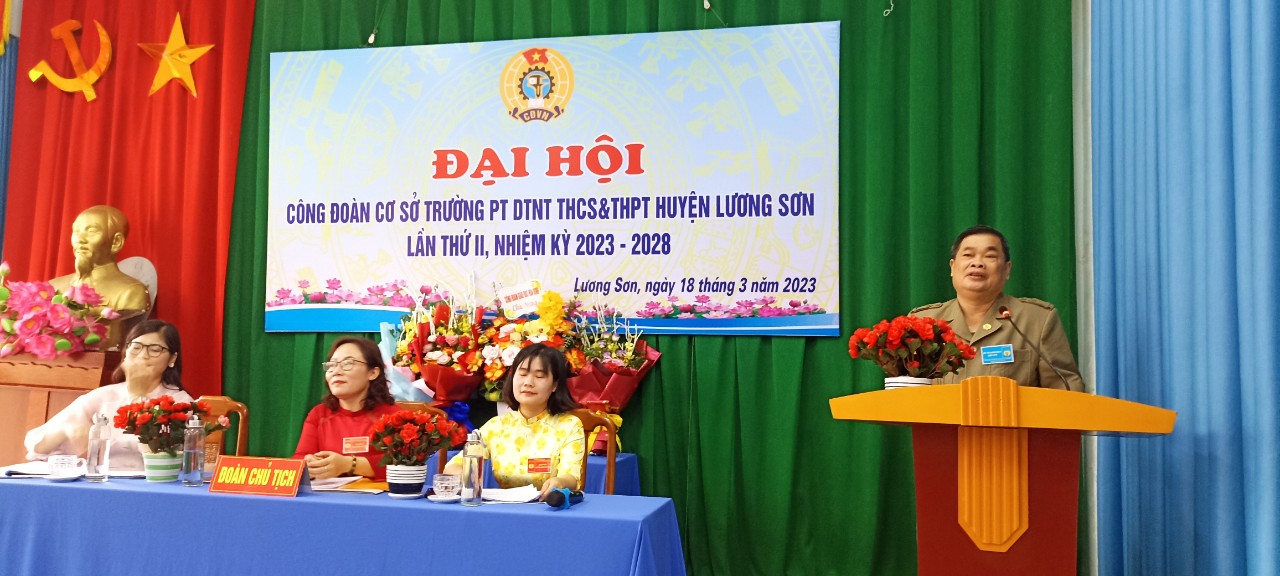 CĐVN
ĐẠI HỘI
CÔNG ĐOÀN CƠ SỞ TRƯỜNG PT DTNT THCS&THPT HUYỆN LƯƠNG SƠN
LẦN THỨ II, NHIỆM KỲ 2023 - 2028
Lương Sơn, ngày 18 tháng 3 năm 2023
ĐOÀN CHỦ TỊCH